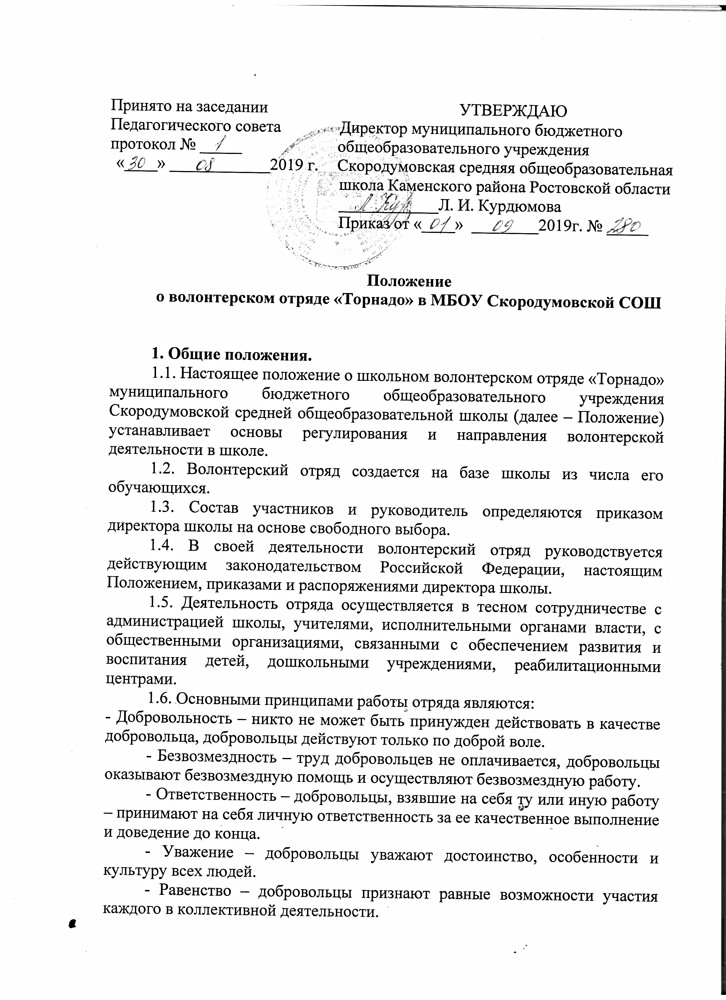 Принято на заседании
Педагогического совета
протокол № 1
«30» 08 2019 г.
УТВЕРЖДАЮ
Директор муниципального бюджетного
общеобразовательного учреждения
Скородумовская средняя общеобразовательная
школа Каменского района Ростовской области
Л. И. Курдюмова
Приказ от «01» 09 2019г. № 280
Положение
о волонтерском отряде «Торнадо» в МБОУ Скородумовской СОШ
1. Общие положения.
1.1. Настоящее положение о школьном волонтерском отряде «Торнадо»
муниципального бюджетного общеобразовательного учреждения
Скородумовской средней общеобразовательной школы (далее – Положение)
устанавливает основы регулирования и направления волонтерской
деятельности в школе.
1.2. Волонтерский отряд создается на базе школы из числа его
обучающихся.
1.3. Состав участников и руководитель определяются приказом
директора школы на основе свободного выбора.
1.4. В своей деятельности волонтерский отряд руководствуется
действующим законодательством Российской Федерации, настоящим
Положением, приказами и распоряжениями директора школы.
1.5. Деятельность отряда осуществляется в тесном сотрудничестве с
администрацией школы, учителями, исполнительными органами власти, с
общественными организациями, связанными с обеспечением развития и
воспитания детей, дошкольными учреждениями, реабилитационными
центрами.
1.6. Основными принципами работы отряда являются:
- Добровольность – никто не может быть принужден действовать в качестве
добровольца, добровольцы действуют только по доброй воле.
- Безвозмездность – труд добровольцев не оплачивается, добровольцы
оказывают безвозмездную помощь и осуществляют безвозмездную работу.
- Ответственность – добровольцы, взявшие на себя ту или иную работу
– принимают на себя личную ответственность за ее качественное выполнение
и доведение до конца.
- Уважение – добровольцы уважают достоинство, особенности и
культуру всех людей.
- Равенство – добровольцы признают равные возможности участия
каждого в коллективной деятельности.